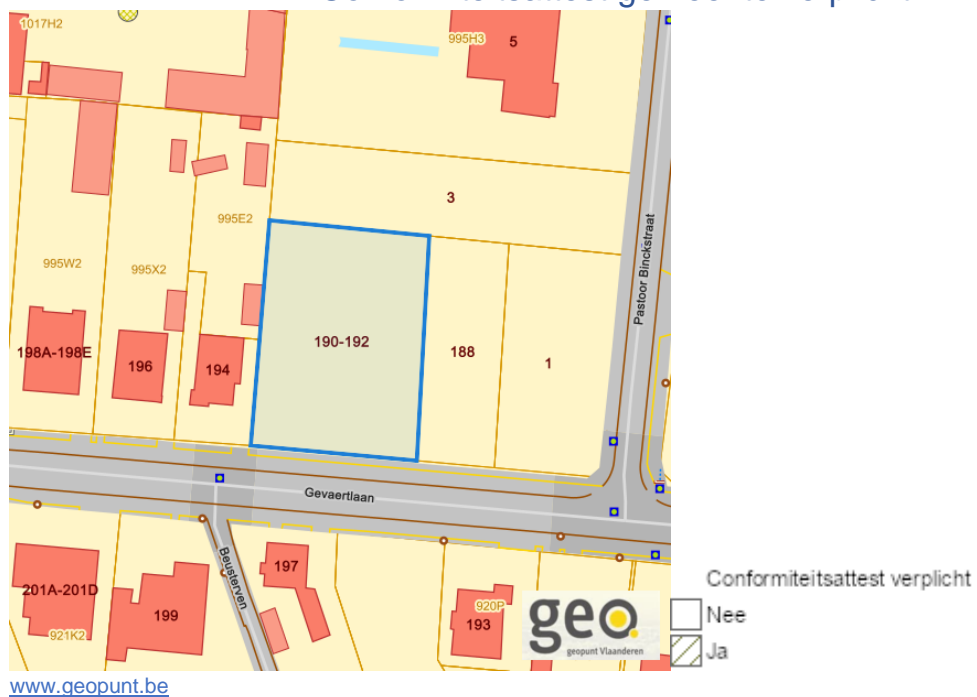 1017H2
995H3
5
3
995E2
995W2
995X2
Pastoor Binckstraat
190-192
188
1
198A-198E
196
194
Gevaertlaan
Beusterven
197
201A-201D
199
921K2
920P
193
geo
geopunt Vlaanderen
Conformiteitsattest verplicht
Nee
Ja
www.geopunt.be